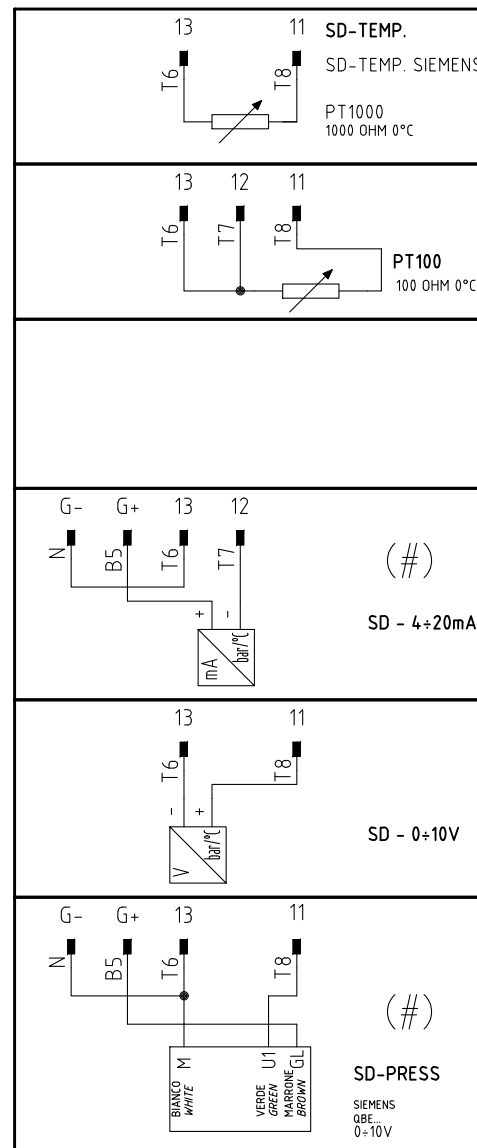 13 11 SD-TEMP.
T6 T8 SD-TEMP. SIEMENS
PT1000
1000 OHM 0°C
13 12 11
T6 T7 T8
PT100
100 OHM 0°C
G- G+ 13 12
N B5 T6 T7
(#)
+ -
mA bar/°C
SD - 4÷20mA
13 11
T6 T8
- +
V bar/°C
SD - 0÷10V
G- G+ 13 11
N B5 T6 T8
(#)
M U1 GL
BIANCO
WHITE
VERDE
GREEN
MARRONE
BROWN
SD-PRESS
SIEMENS
QBE...
0÷10V